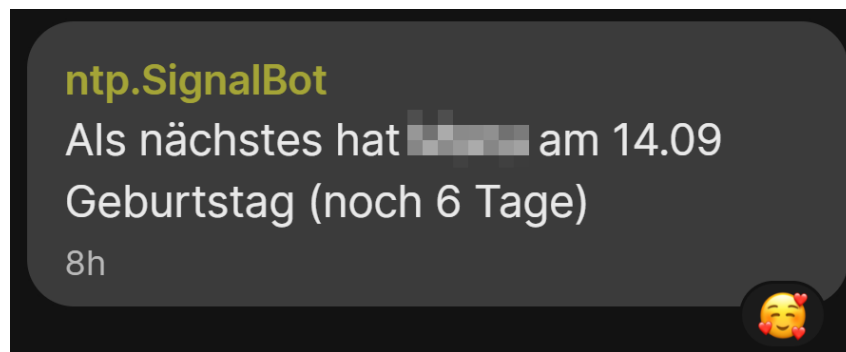 ntp.SignalBot
Als nächstes hat am 14.09
Geburtstag (noch 6 Tage)
8h